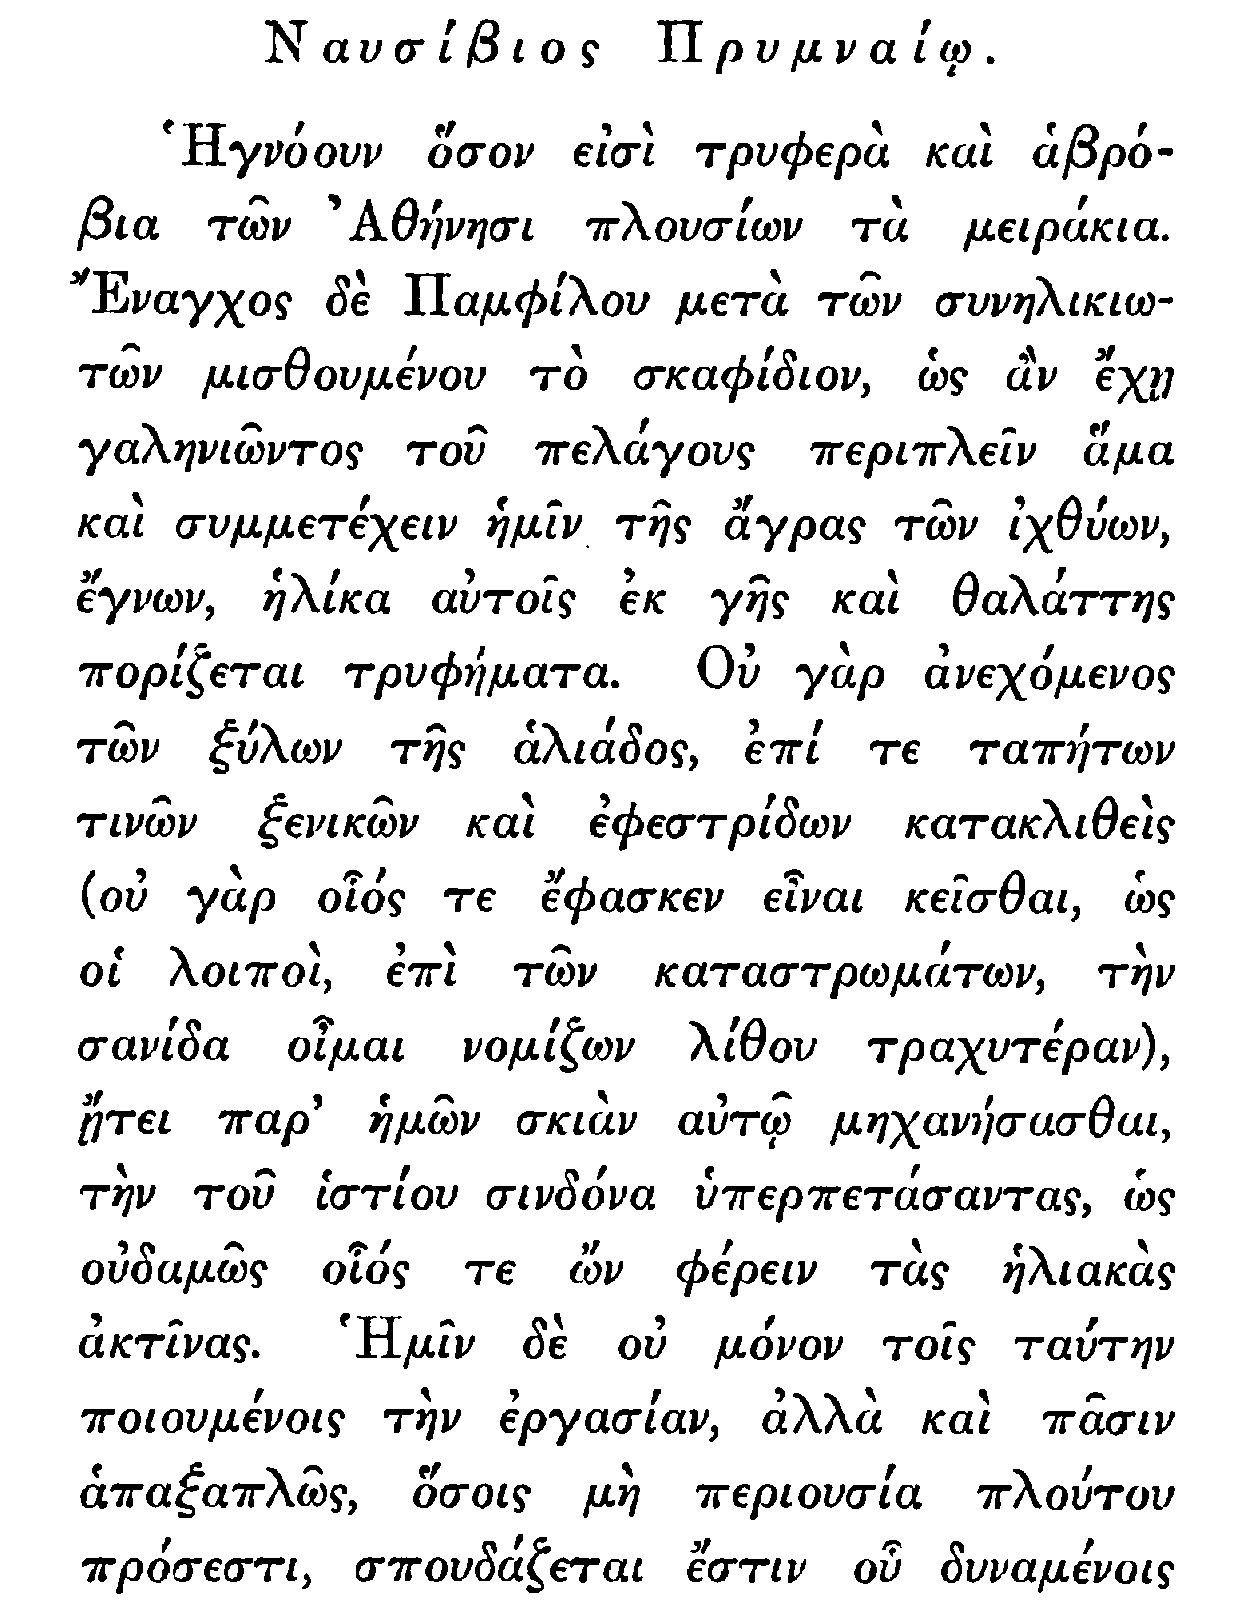 Ναυσίβιος Πρυμναίῳ.
Ἡγνόουν ὅσον εἰσὶ τρυφερὰ καὶ ἁβρό-
βια τῶν Ἀθήνησι πλουσίων τὰ μειράκια.
Ἔναγχος δὲ Παμφίλου μετὰ τῶν συνηλικιω-
τῶν μισθουμένου τὸ σκαφίδιον, ὡς ἂν ἔχῃ
γαληνιῶντος τοῦ πελάγους περιπλεῖν ἅμα
καὶ συμμετέχειν ἡμῖν τῆς ἄγρας τῶν ἰχθύων,
ἔγνων, ἡλίκα αὐτοῖς ἐκ γῆς καὶ θαλάττης
πορίζεται τρυφήματα. Οὐ γὰρ ἀνεχόμενος
τῶν ξύλων τῆς ἁλιάδος, ἐπί τε ταπήτων
τινῶν ξενικῶν καὶ ἐφεστρίδων κατακλιθεὶς
(οὐ γὰρ οἷός τε ἔφασκεν εἶναι κεῖσθαι, ὡς
οἱ λοιποὶ, ἐπὶ τῶν καταστρωμάτων, τὴν
σανίδα οἶμαι νομίζων λίθου τραχυτέραν),
ᾔτει παρ’ ἡμῶν σκιὰν αὐτῷ μηχανήσασθαι,
τὴν τοῦ ἱστίου σινδόνα ὑπερπετάσαντας, ὡς
οὐδαμῶς οἷός τε ὢν φέρειν τὰς ἡλιακὰς
ἀκτῖνας. Ἡμῖν δὲ οὐ μόνον τοῖς ταύτην
ποιουμένοις τὴν ἐργασίαν, ἀλλὰ καὶ πᾶσιν
ἁπαξαπλῶς, ὅσοις μὴ περιουσία πλούτου
πρόσεστι, σπουδάζεται ἔστιν οὗ δυναμένοις